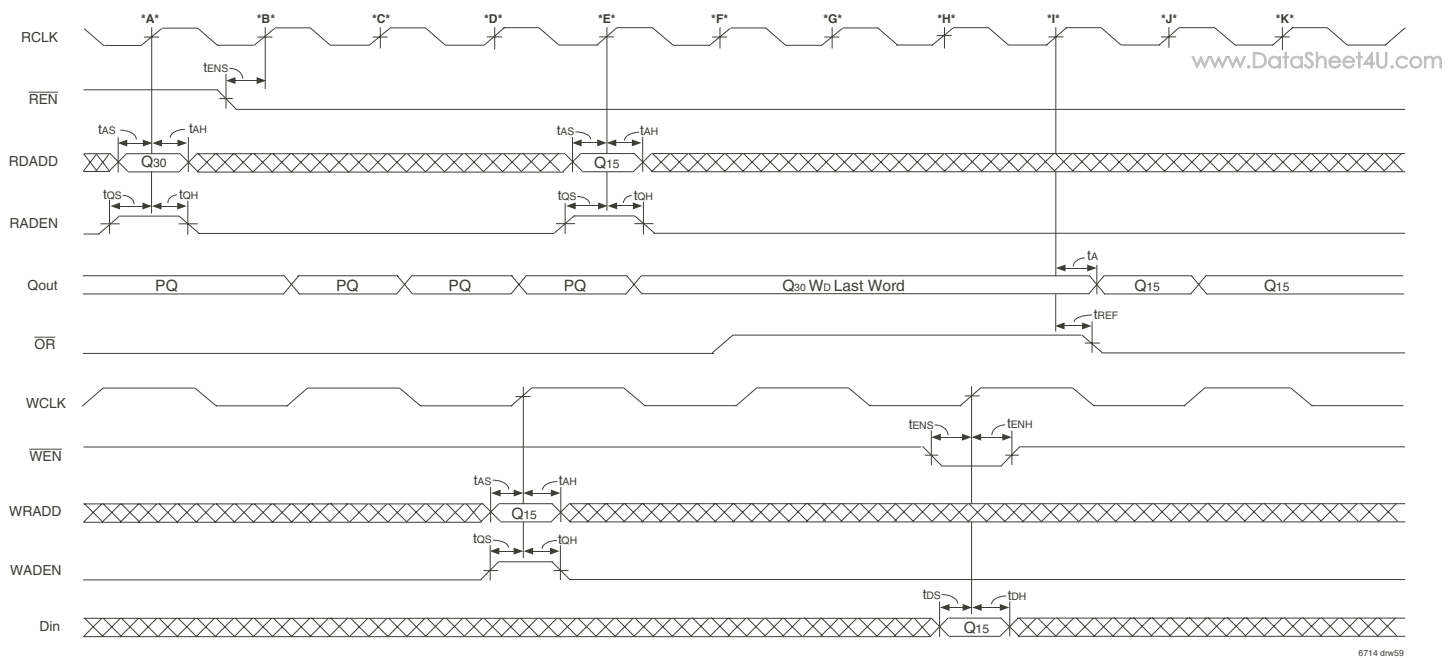 *A* *B* *C* *D* *E* *F* *G* *H* *I* *J* *K*
RCLK
www.DataSheet4U.com
tENS
REN
tAS tAH tAS tAH
RDADD Q30 Q15
tQS tQH tQS tQH
RADEN
tA
Qout PQ PQ PQ PQ Q30 WD Last Word Q15 Q15
tREF
OR
WCLK
tENS tENH
WEN
tAS tAH
WRADD Q15
tQS tQH
WADEN
tDS tDH
Din Q15
6714 drw59